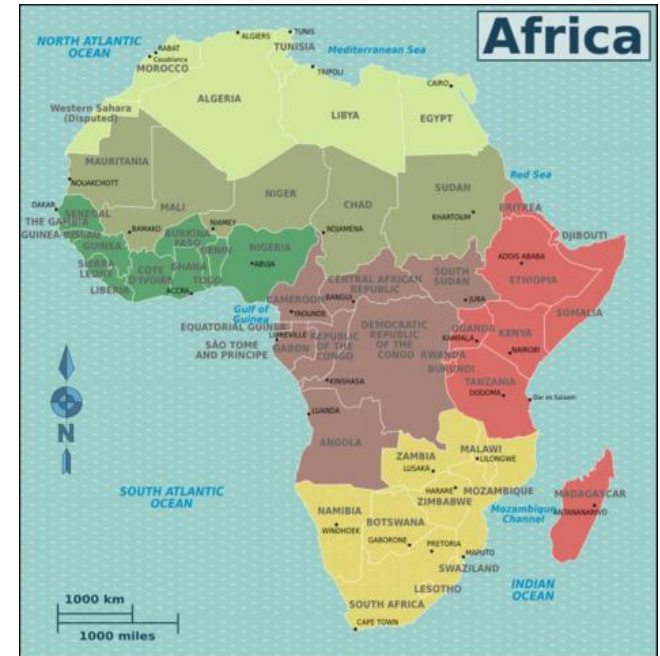 Africa
NORTH ATLANTIC
OCEAN
Mediterranean Sea
ALGIERS
TUNIS
TUNISIA
RABAT
Casablanca
MOROCCO
TRIPOLI
CAIRO
ALGERIA
LIBYA
EGYPT
Western Sahara
(Disputed)
Red Sea
MAURITANIA
NOUAKCHOTT
MALI
NIGER
CHAD
SUDAN
KHARTOUM
ERITREA
DAKAR
SENEGAL
THE GAMBIA
GUINEA-BISSAU
BAMAKO
NIAMEY
BURKINA
FASO
NDJAMENA
DJIBOUTI
GUINEA
BENIN
NIGERIA
ABUJA
ADDIS ABABA
ETHIOPIA
SIERRA
LEONE
COTE
D'IVOIRE
GHANA
TOGO
LIBERIA
ACCRA
CENTRAL AFRICAN
REPUBLIC
SOUTH
SUDAN
SOMALIA
CAMEROON
BANGUI
JUBA
YAOUNDE
Gulf of
Guinea
EQUATORIAL GUINEA
LIBREVILLE
GABON
SÃO TOMÉ
AND PRÍNCIPE
REPUBLIC
OF THE
CONGO
DEMOCRATIC
REPUBLIC
OF THE
CONGO
UGANDA
KAMPALA
KENYA
NAIROBI
RWANDA
BURUNDI
TANZANIA
DODOMA
Dar es Salaam
KINSHASA
LUANDA
ANGOLA
N
ZAMBIA
LUSAKA
MALAWI
LILONGWE
HARARE
ZIMBABWE
MOZAMBIQUE
Mozambique
Channel
MADAGASCAR
ANTANANARIVO
SOUTH ATLANTIC
OCEAN
NAMIBIA
WINDHOEK
BOTSWANA
GABORONE
PRETORIA
MAPUTO
SWAZILAND
LESOTHO
SOUTH AFRICA
CAPE TOWN
INDIAN
OCEAN
1000 km
1000 miles